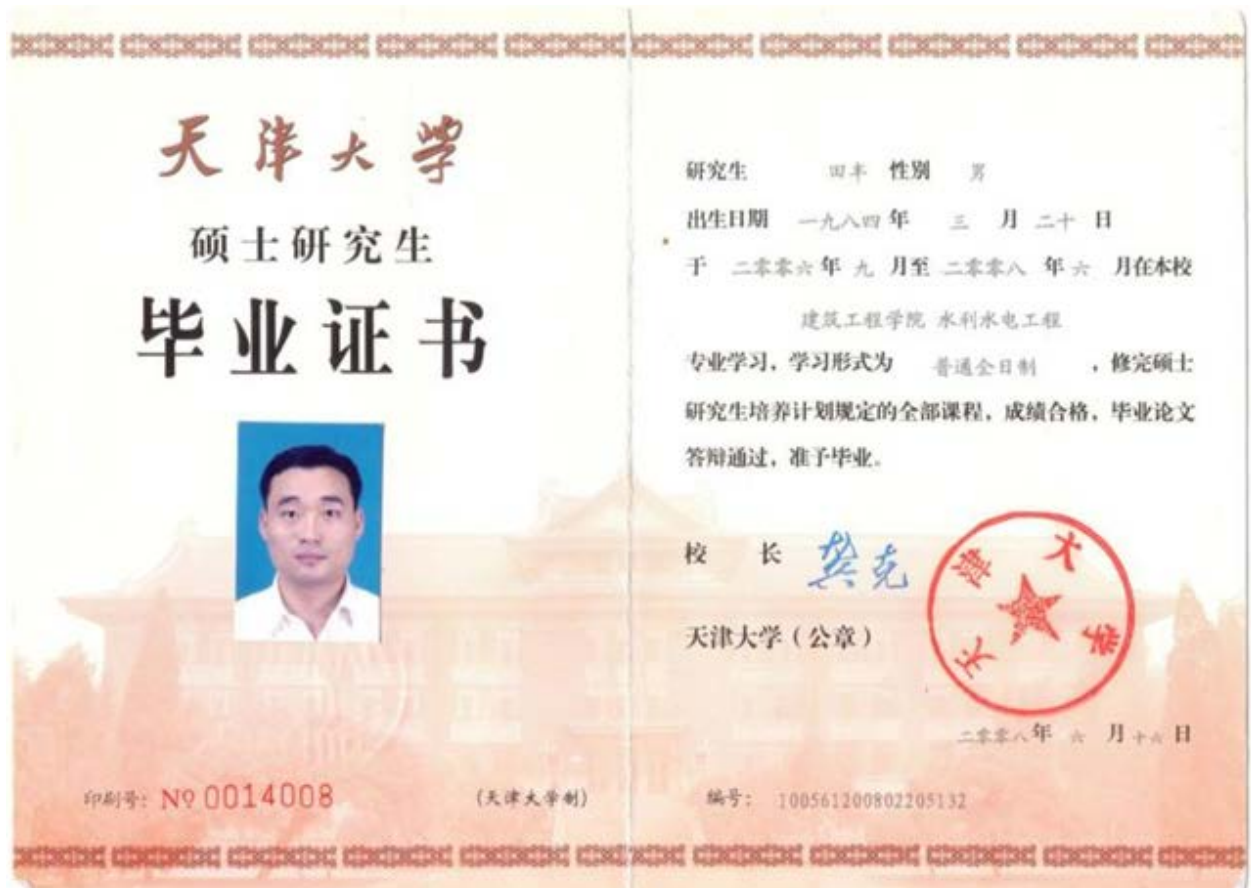 天津大学
硕士研究生
毕业证书
印刷号: №0014008
(天津大学制)
研究生 田丰 性别 男
出生日期 一九八四 年 三 月 二十 日
于 二零零六 年 九 月至 二零零八 年 六 月在本校
建筑工程学院 水利水电工程
专业学习,学习形式为 普通全日制 ,修完硕士
研究生培养计划规定的全部课程,成绩合格,毕业论文
答辩通过,准予毕业。
校 长 龚克
天津大学(公章)
天津大学
二零零八 年 六 月 十六 日
编号: 100561200802205132